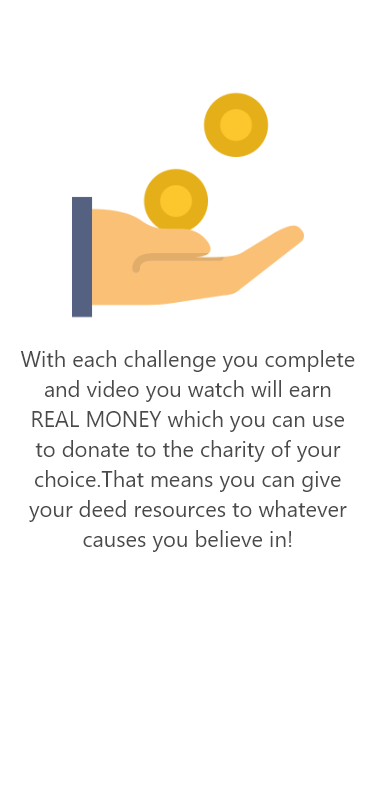 With each challenge you complete
and video you watch will earn
REAL MONEY which you can use
to donate to the charity of your
choice.That means you can give
your deed resources to whatever
causes you believe in!